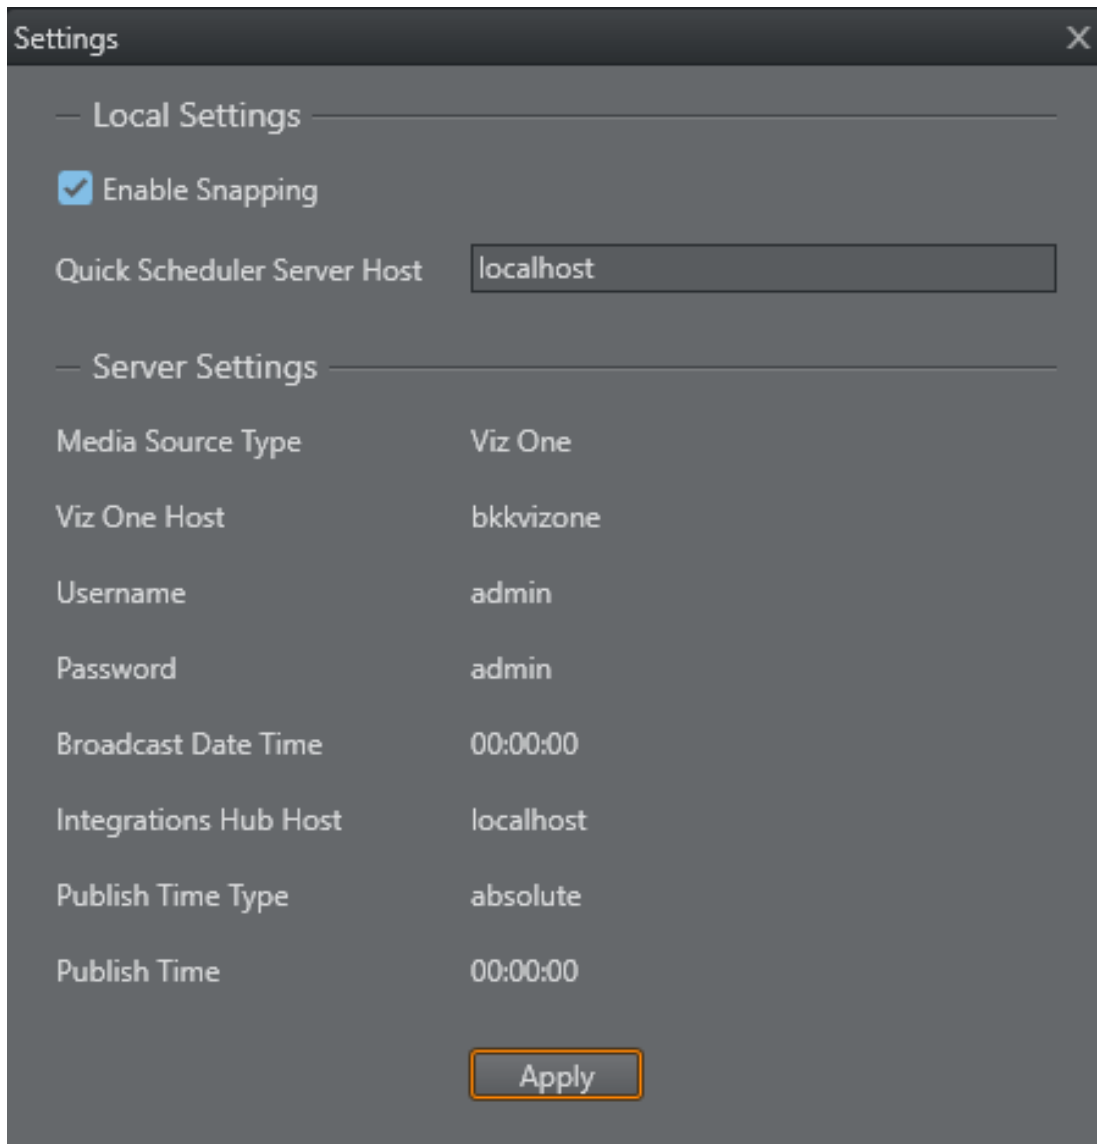 Settings X
Local Settings
Enable Snapping
Quick Scheduler Server Host localhost
Server Settings
Media Source Type Viz One
Viz One Host bkkvizone
Username admin
Password admin
Broadcast Date Time 00:00:00
Integrations Hub Host localhost
Publish Time Type absolute
Publish Time 00:00:00
Apply